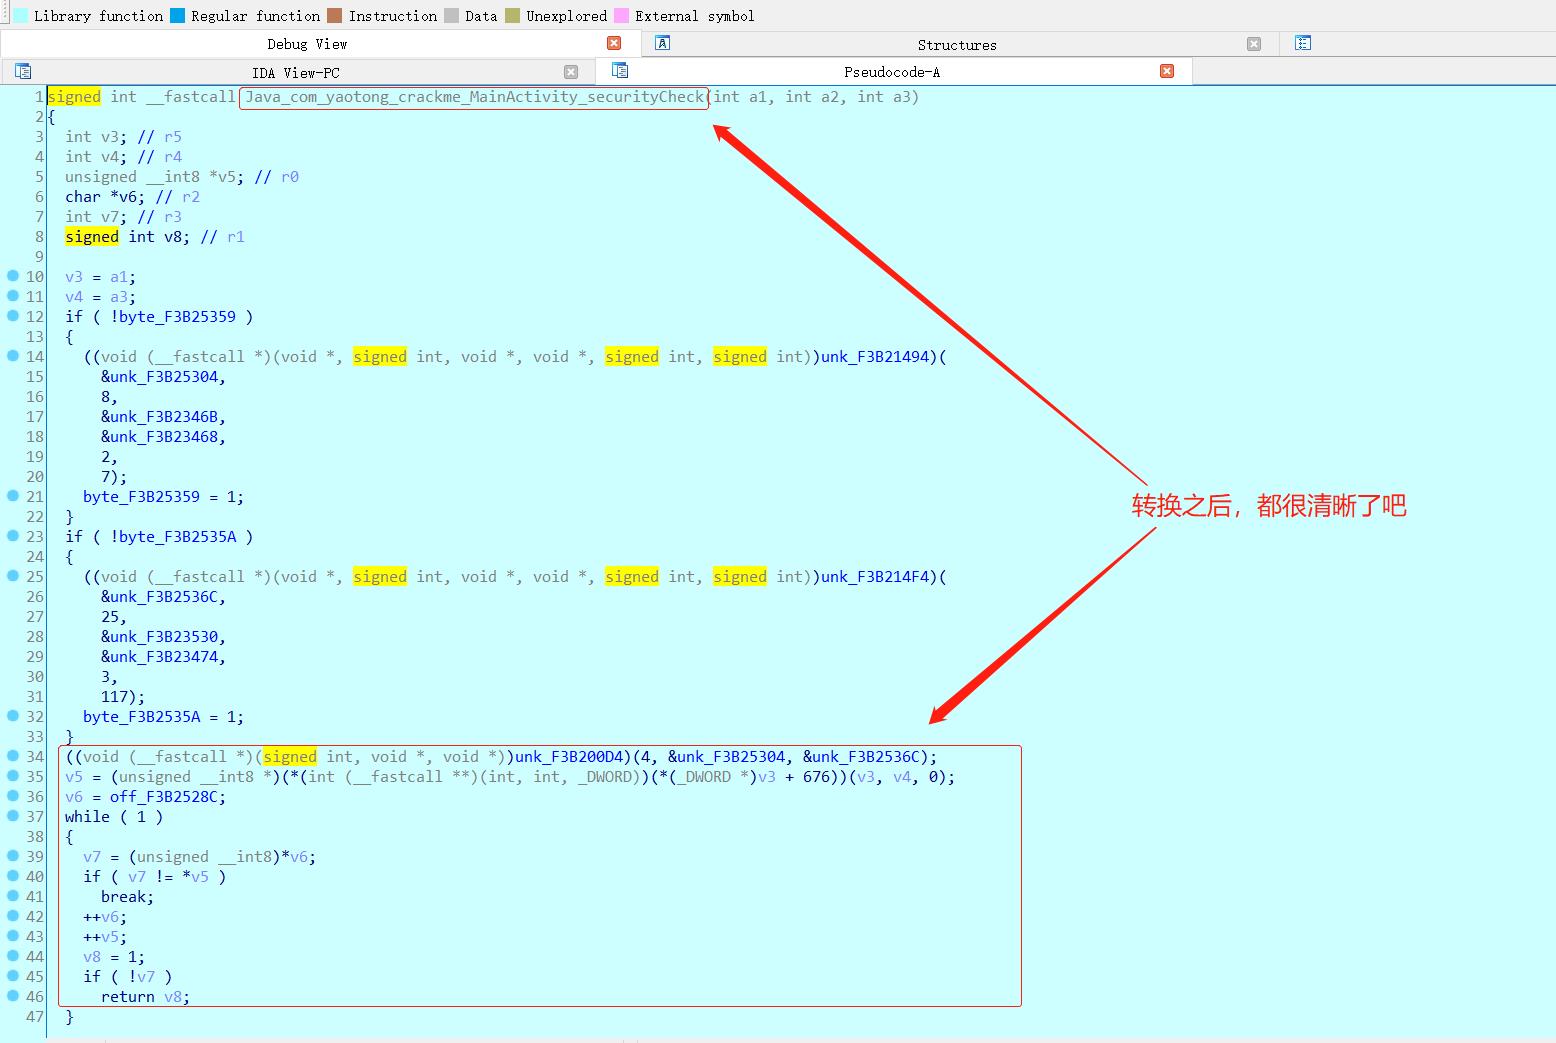 Library function Regular function Instruction Data Unexplored External symbol
Debug View Structures
IDA View-PC Pseudocode-A
1 signed int __fastcall Java_com_yaotong_crackme_MainActivity_securityCheck(int a1, int a2, int a3)
2 {
3 int v3; // r5
4 int v4; // r4
5 unsigned __int8 *v5; // r0
6 char *v6; // r2
7 int v7; // r3
8 signed int v8; // r1
9
10 v3 = a1;
11 v4 = a3;
12 if ( !byte_F3B25359 )
13 {
14 ((void (__fastcall *)(void *, signed int, void *, void *, signed int, signed int))unk_F3B21494)(
15 &unk_F3B25304,
16 8,
17 &unk_F3B2346B,
18 &unk_F3B23468,
19 2,
20 7);
21 byte_F3B25359 = 1;
22 }
23 if ( !byte_F3B2535A )
24 {
25 ((void (__fastcall *)(void *, signed int, void *, void *, signed int, signed int))unk_F3B214F4)(
26 &unk_F3B2536C,
27 25,
28 &unk_F3B23530,
29 &unk_F3B23474,
30 3,
31 117);
32 byte_F3B2535A = 1;
33 }
34 ((void (__fastcall *)(signed int, void *, void *))unk_F3B200D4)(4, &unk_F3B25304, &unk_F3B2536C);
35 v5 = (unsigned __int8 *)(*(int (__fastcall **)(int, int, _DWORD))(*(_DWORD *)v3 + 676))(v3, v4, 0);
36 v6 = off_F3B2528C;
37 while ( 1 )
38 {
39 v7 = (unsigned __int8)*v6;
40 if ( v7 != *v5 )
41 break;
42 ++v6;
43 ++v5;
44 v8 = 1;
45 if ( !v7 )
46 return v8;
47 }
转换之后，都很清晰了吧